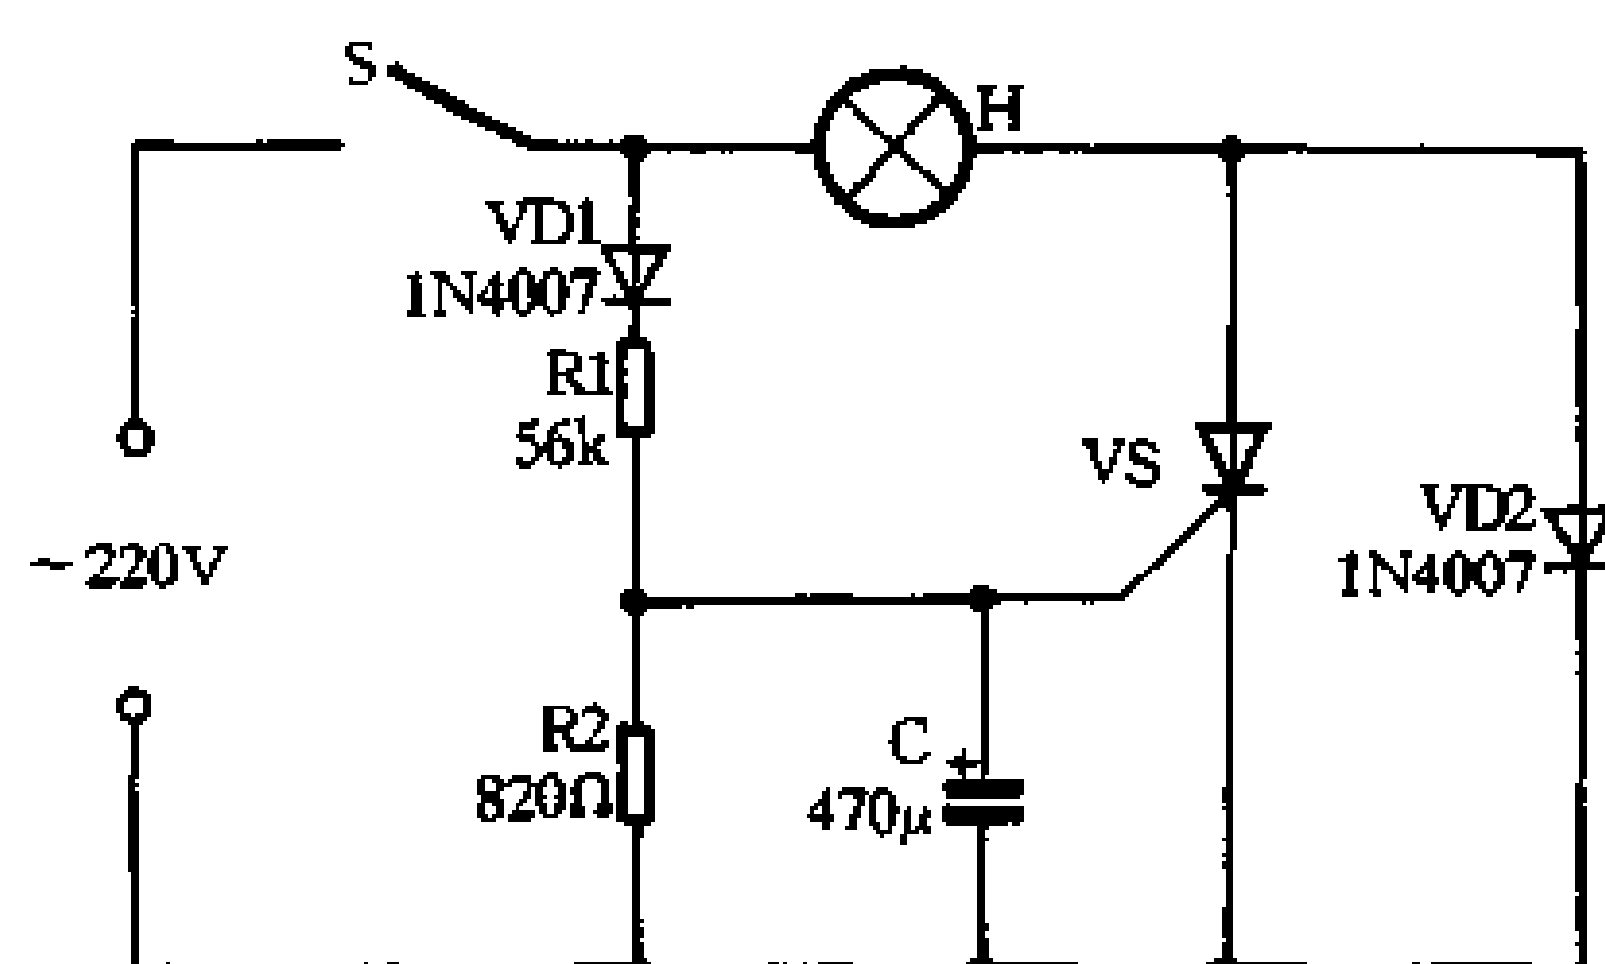 S
H
VD1
1N4007
R1
56k
VS
VD2
1N4007
~220V
R2
820Ω
C
+
470μ